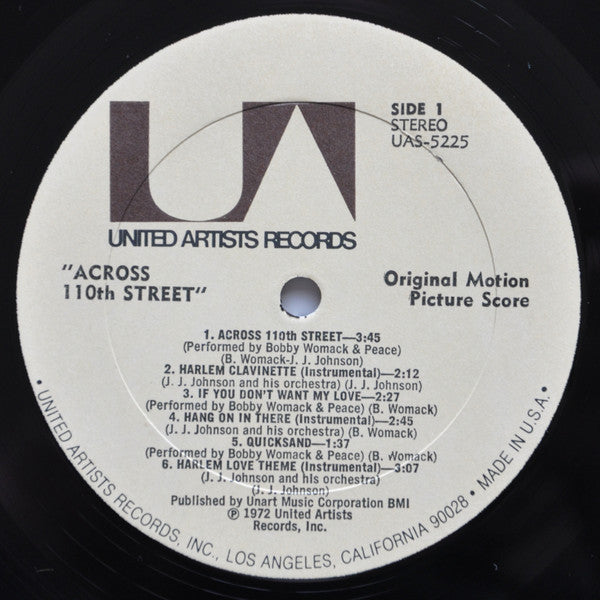 UA
SIDE 1
STEREO
UAS-5225
UNITED ARTISTS RECORDS
"ACROSS
110th STREET"
Original Motion
Picture Score
1. ACROSS 110th STREET—3:45
(Performed by Bobby Womack & Peace)
(B. Womack-J. J. Johnson)
2. HARLEM CLAVINETTE (Instrumental)—2:12
(J. J. Johnson and his orchestra) (J. J. Johnson)
3. IF YOU DON'T WANT MY LOVE—2:27
(Performed by Bobby Womack & Peace) (B. Womack)
4. HANG ON IN THERE (Instrumental)—2:45
(J. J. Johnson and his orchestra) (B. Womack)
5. QUICKSAND—1:37
(Performed by Bobby Womack & Peace) (B. Womack)
6. HARLEM LOVE THEME (Instrumental)—3:07
(J. J. Johnson and his orchestra)
(J. J. Johnson)
Published by Unart Music Corporation BMI
℗ 1972 United Artists
Records, Inc.
• UNITED ARTISTS RECORDS, INC., LOS ANGELES, CALIFORNIA 90028 • MADE IN U.S.A. •